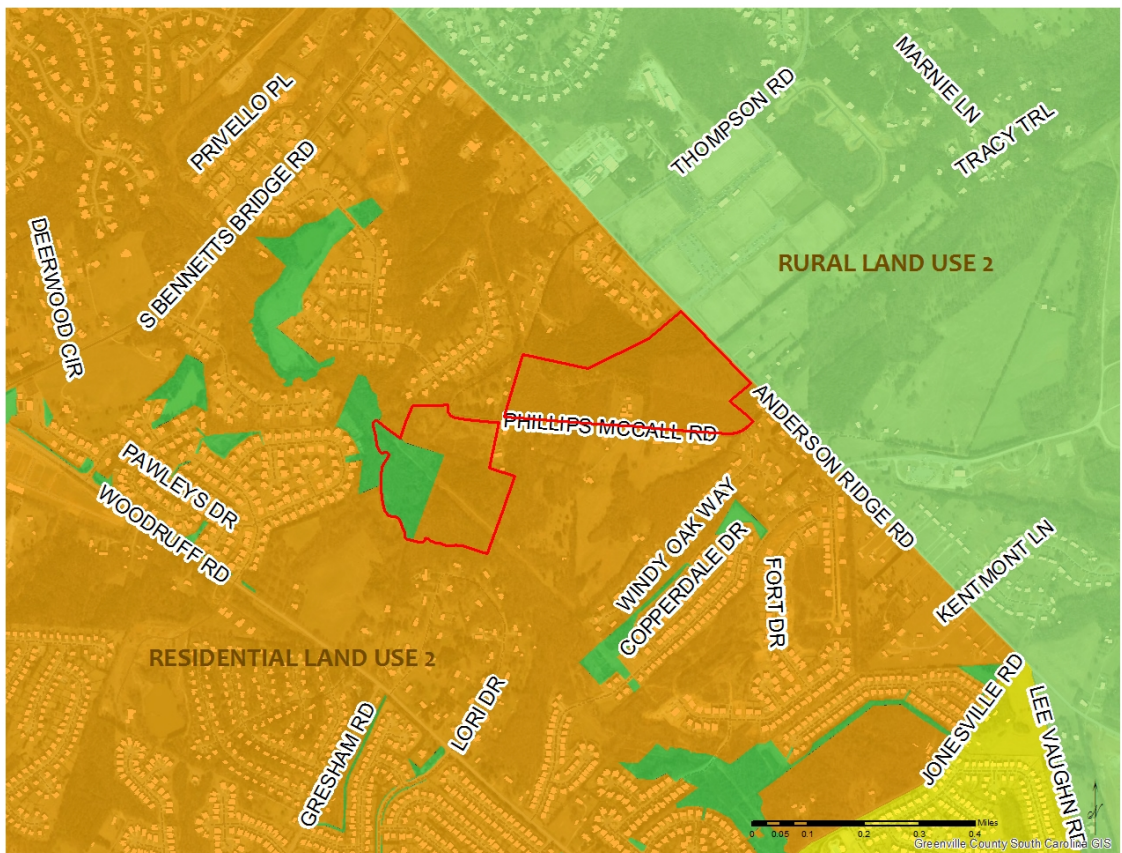 MARNIE LN
THOMPSON RD
TRACY TRL
PRIVELLO PL
S BENNETTS BRIDGE RD
DEERWOOD CIR
RURAL LAND USE 2
PHILLIPS MCCALL RD
ANDERSON RIDGE RD
PAWLEYS DR
WOODRUFF RD
WINDY OAK WAY
COPPERDALE DR
FORT DR
KENTMONT LN
RESIDENTIAL LAND USE 2
LORI DR
GRESHAM RD
JONESVILLE RD
LEE VAUGHN RD
Miles
0 0.05 0.1 0.2 0.3 0.4
N
Greenville County South Carolina GIS